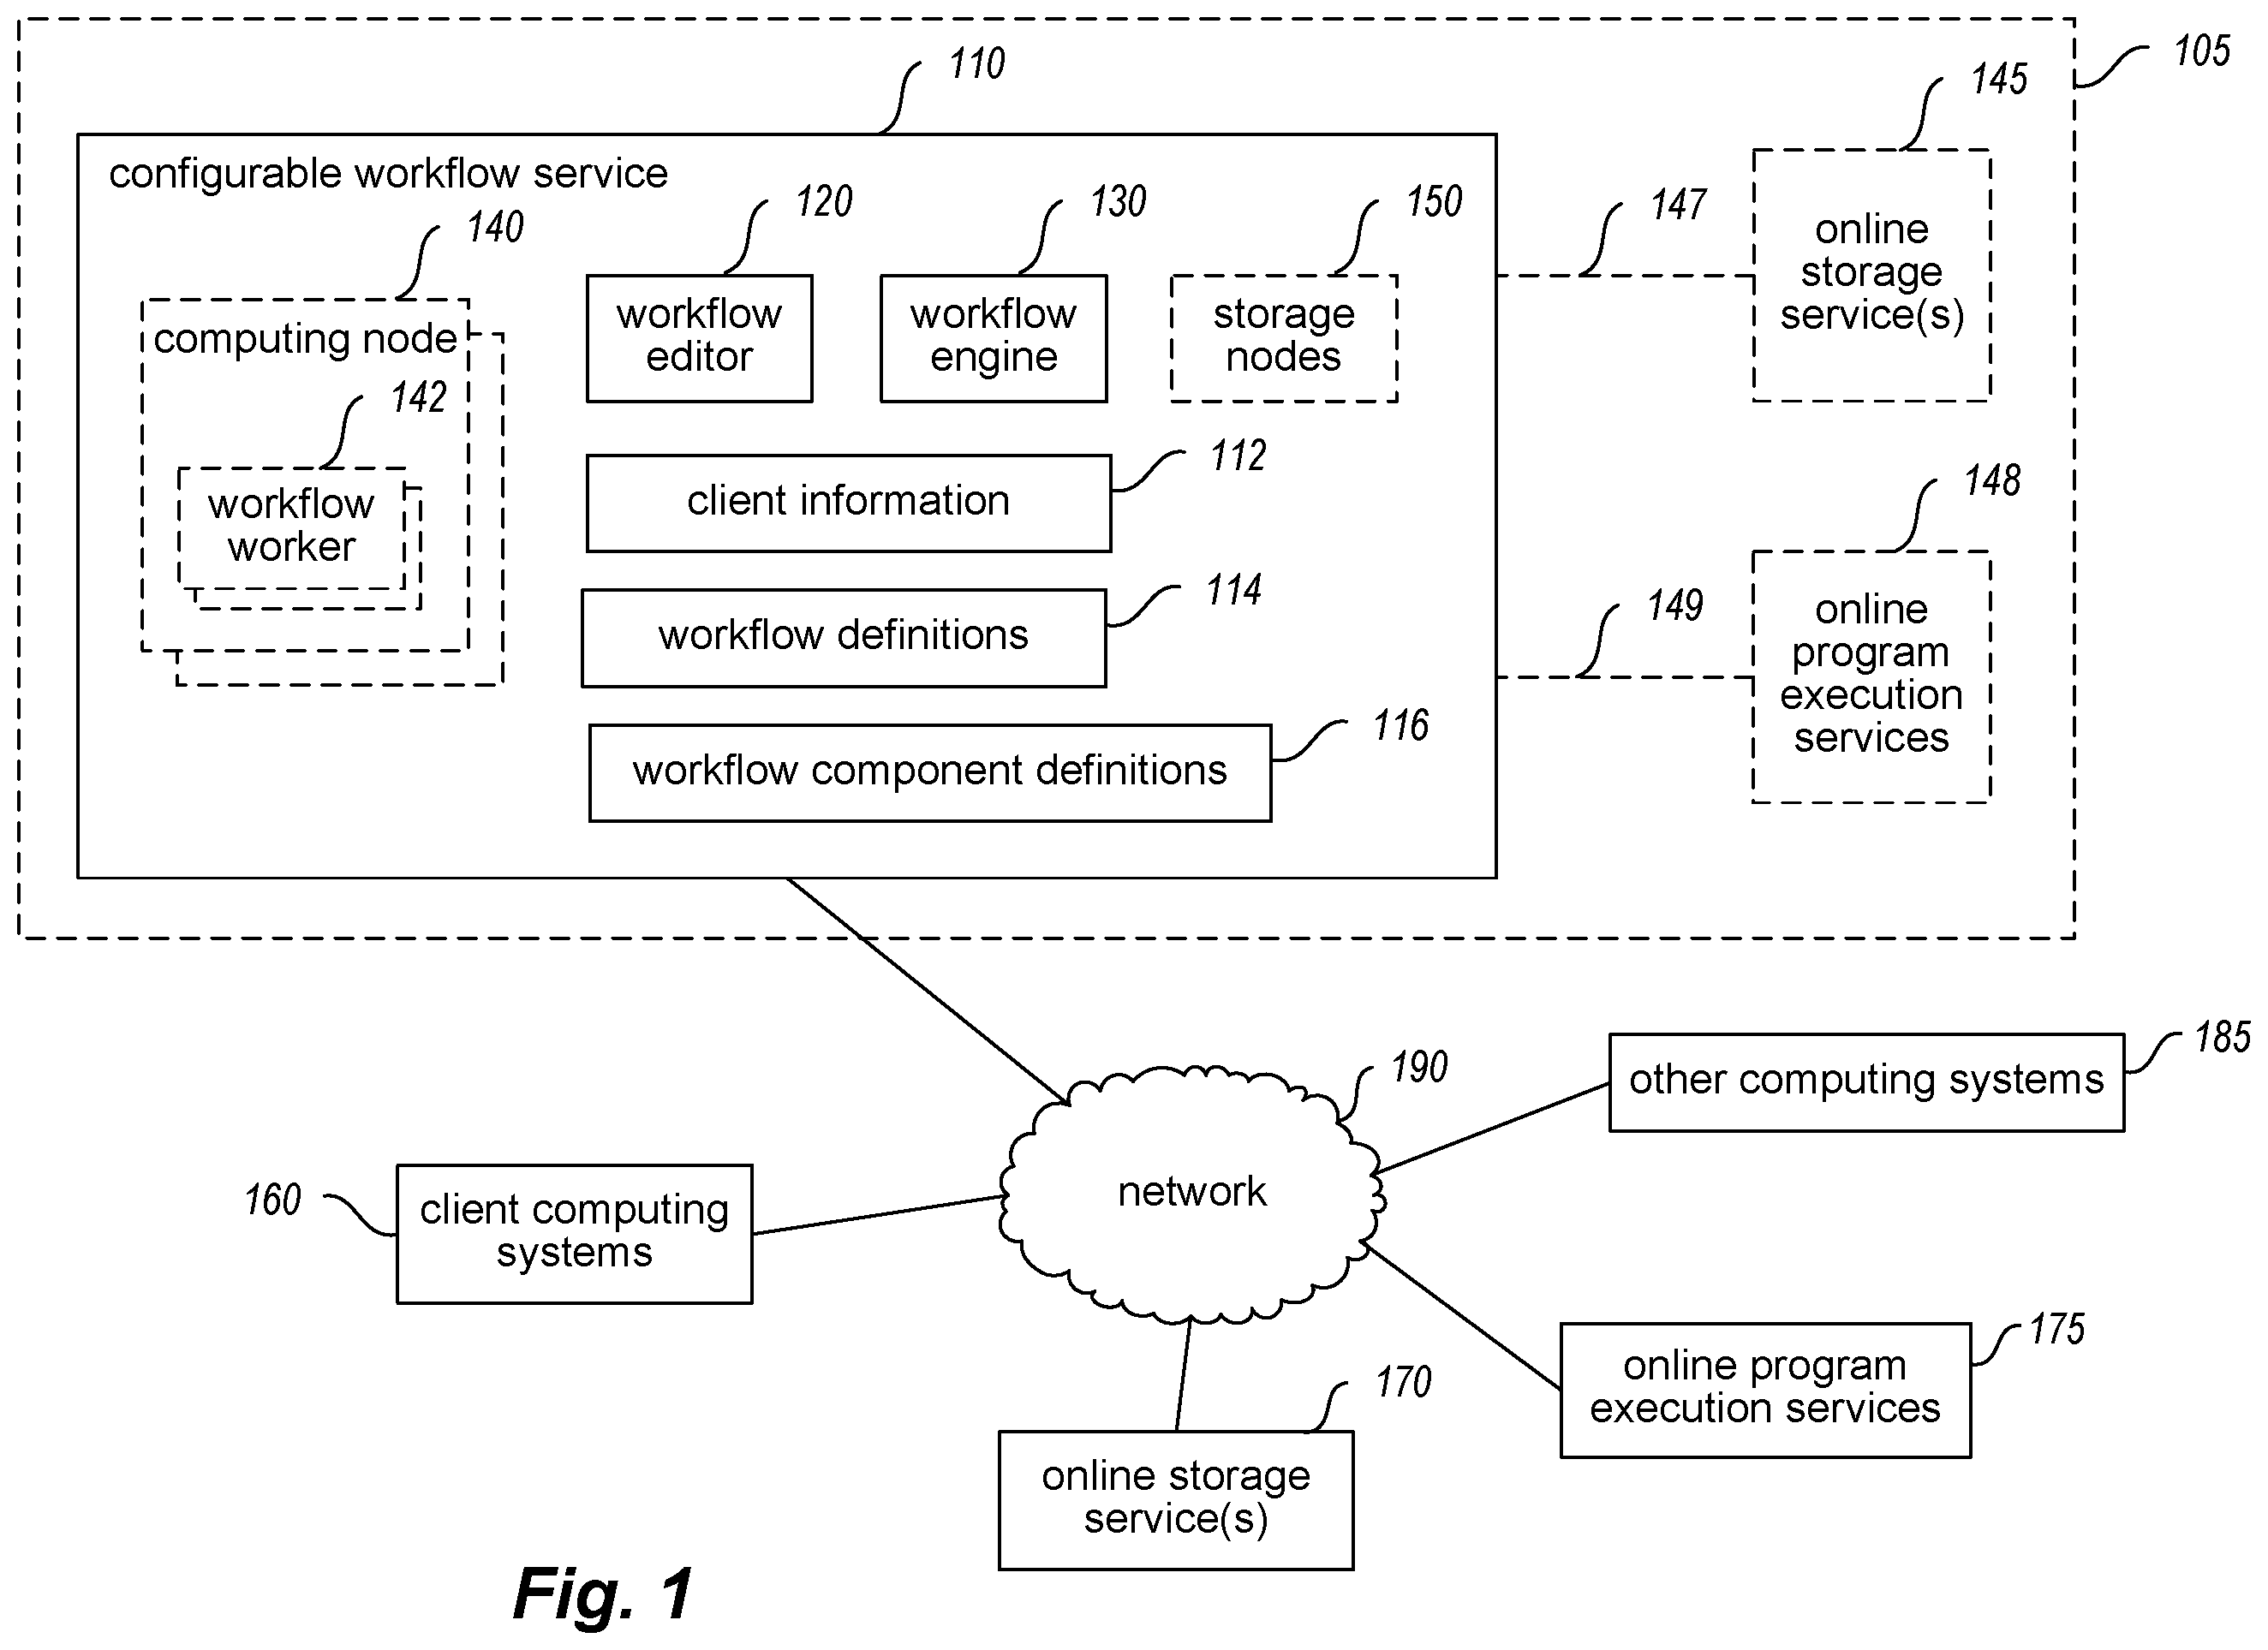 105
110
145
configurable workflow service
120
130
150
147
140
online
storage
service(s)
computing node
workflow
editor
workflow
engine
storage
nodes
142
112
client information
148
workflow
worker
114
149
workflow definitions
online
program
execution
services
116
workflow component definitions
185
other computing systems
190
network
160
client computing
systems
175
online program
execution services
170
online storage
service(s)
Fig. 1